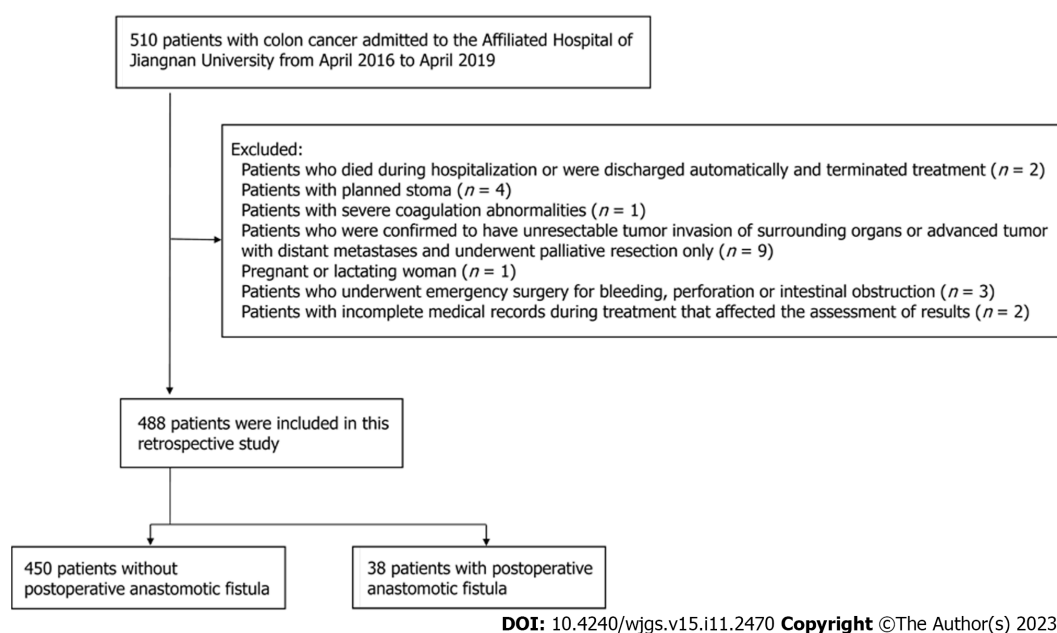 510 patients with colon cancer admitted to the Affiliated Hospital of
Jiangnan University from April 2016 to April 2019
Excluded:
Patients who died during hospitalization or were discharged automatically and terminated treatment (n = 2)
Patients with planned stoma (n = 4)
Patients with severe coagulation abnormalities (n = 1)
Patients who were confirmed to have unresectable tumor invasion of surrounding organs or advanced tumor
with distant metastases and underwent palliative resection only (n = 9)
Pregnant or lactating woman (n = 1)
Patients who underwent emergency surgery for bleeding, perforation or intestinal obstruction (n = 3)
Patients with incomplete medical records during treatment that affected the assessment of results (n = 2)
488 patients were included in this
retrospective study
450 patients without
postoperative anastomotic fistula
38 patients with postoperative
anastomotic fistula
DOI: 10.4240/wjgs.v15.i11.2470 Copyright ©The Author(s) 2023